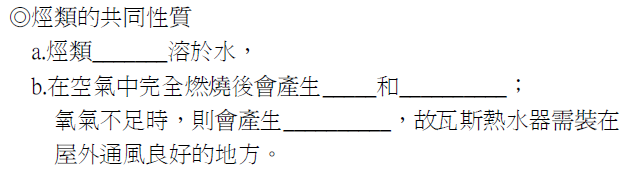 ◎烴類的共同性質
a.烴類_______溶於水，
b.在空氣中完全燃燒後會產生_____和__________；
氧氣不足時，則會產生__________，故瓦斯熱水器需裝在
屋外通風良好的地方。